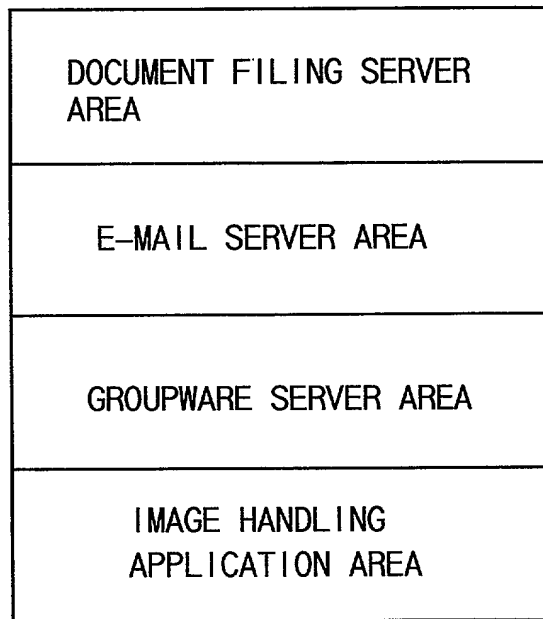 DOCUMENT FILING SERVER
AREA
E-MAIL SERVER AREA
GROUPWARE SERVER AREA
IMAGE HANDLING
APPLICATION AREA